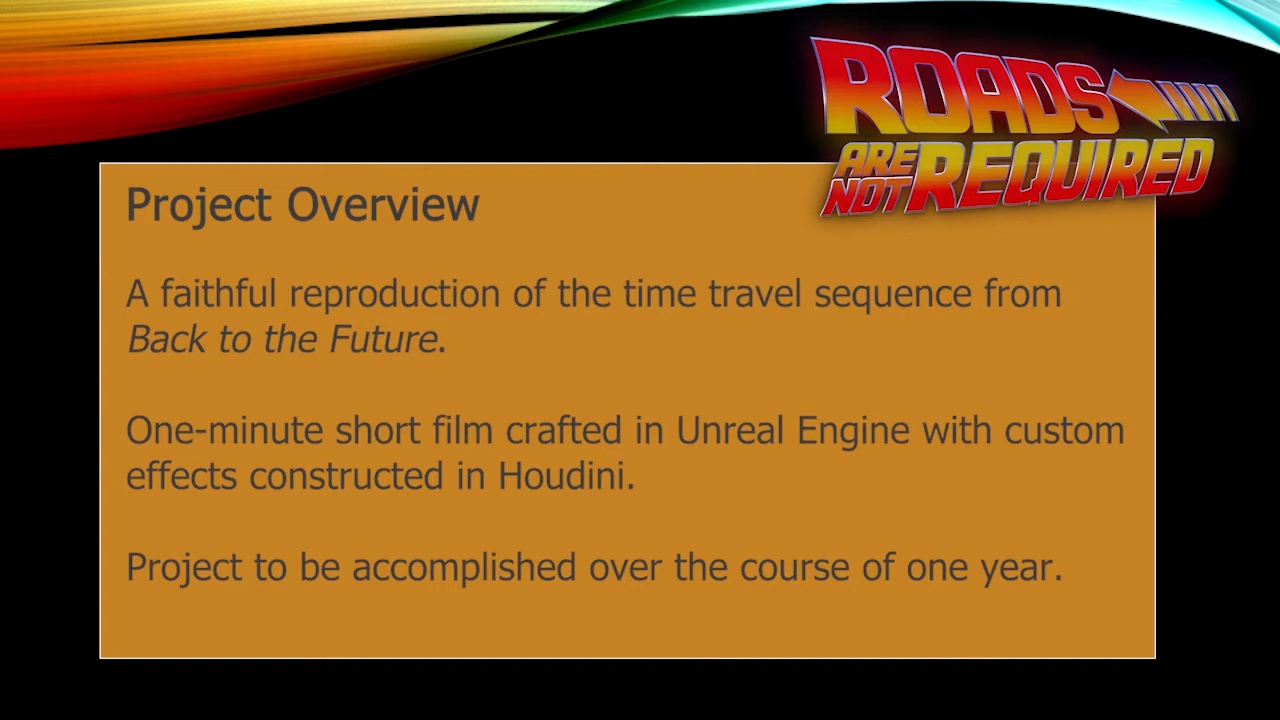 ROADS
ARE NOT REQUIRED
Project Overview
A faithful reproduction of the time travel sequence from
Back to the Future.
One-minute short film crafted in Unreal Engine with custom
effects constructed in Houdini.
Project to be accomplished over the course of one year.